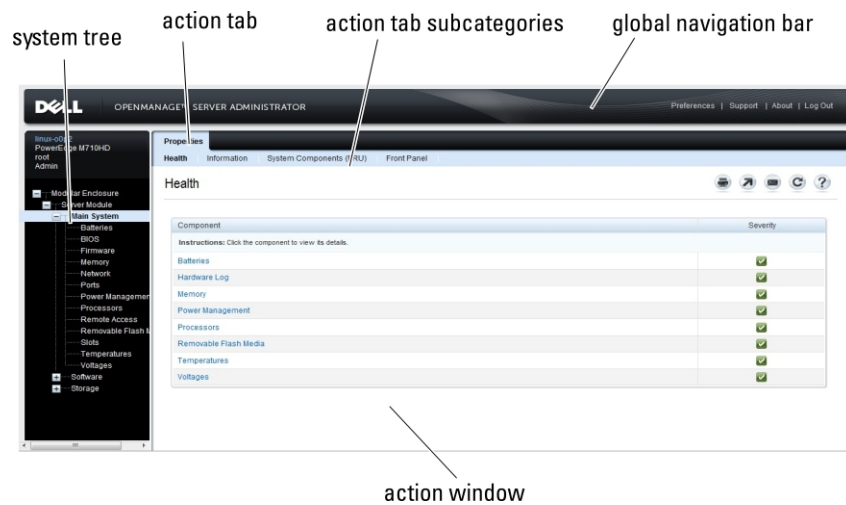 system tree
action tab
action tab subcategories
global navigation bar
DELL
OPENMANAGE™ SERVER ADMINISTRATOR
Preferences | Support | About | Log Out
PowerEdge M710HD
root
Admin
Properties
Health
Information
System Components (FRU)
Front Panel
Health
Modular Enclosure
Server Module
Main System
Batteries
BIOS
Firmware
Memory
Network
Ports
Power Managemen
Processors
Remote Access
Removable Flash M
Slots
Temperatures
Voltages
Software
Storage
Component
Severity
Instructions: Click the component to view its details.
Batteries
Hardware Log
Memory
Power Management
Processors
Removable Flash Media
Temperatures
Voltages
action window